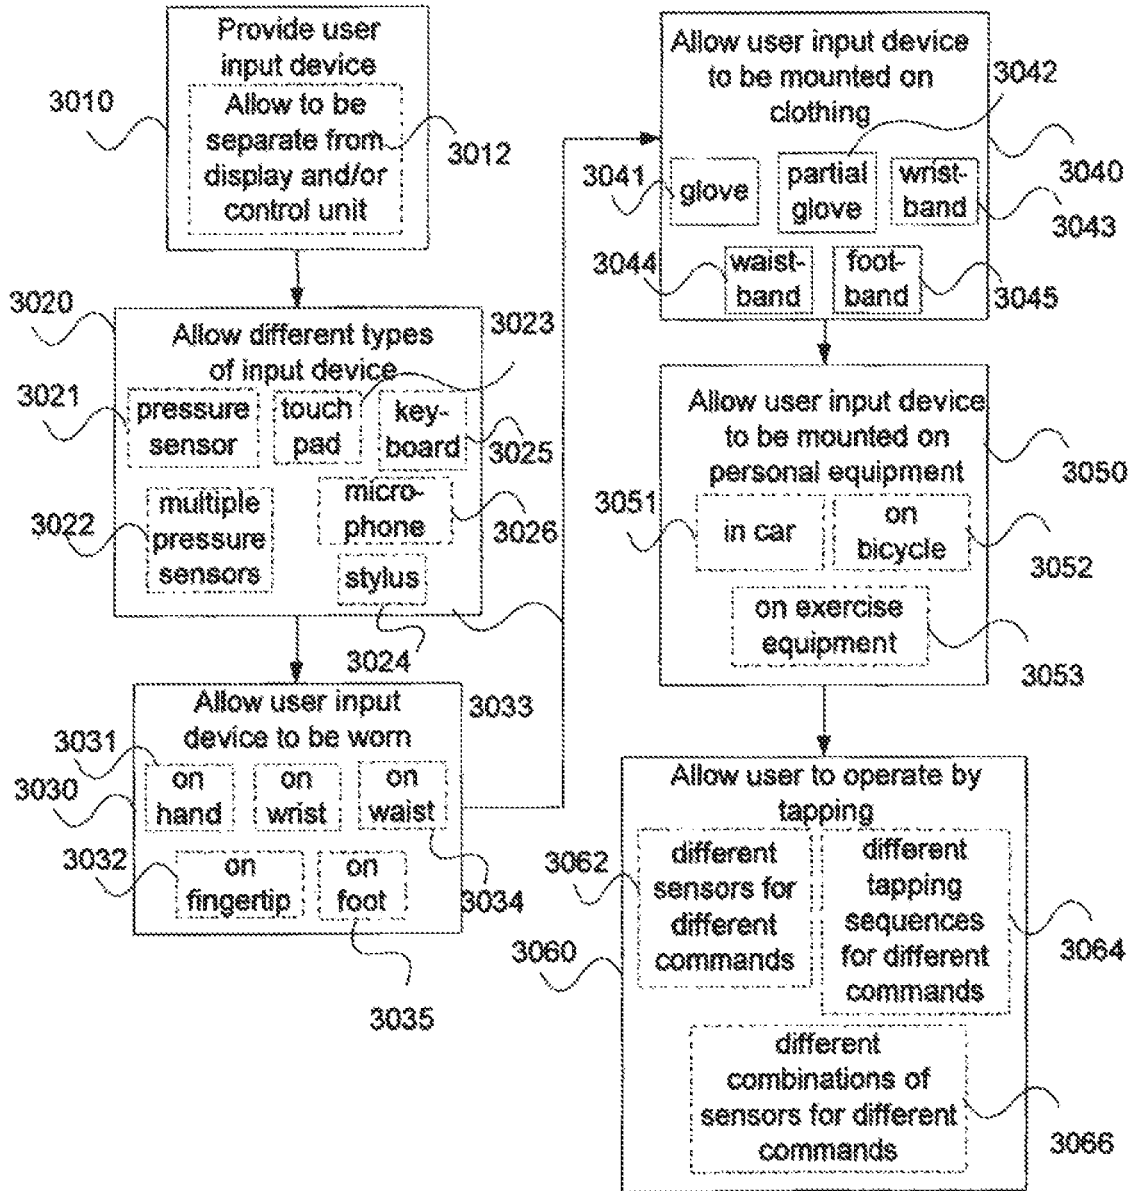 Provide user
input device
3010
Allow to be
separate from
display and/or
control unit
3012
3020
Allow different types
of input device
3023
3021
pressure
sensor
touch
pad
key-
board
3025
3022
multiple
pressure
sensors
micro-
phone
3026
stylus
3024
Allow user input
device to be worn
3033
3031
3030
on
hand
on
wrist
on
waist
3032
on
fingertip
on
foot
3034
3035
Allow user input device
to be mounted on
clothing
3042
3040
3041
glove
partial
glove
wrist-
band
3043
3044
waist-
band
foot-
band
3045
Allow user input device
to be mounted on
personal equipment
3050
3051
in car
on
bicycle
3052
on exercise
equipment
3053
Allow user to operate by
tapping
3062
different
sensors for
different
commands
different
tapping
sequences
for different
commands
3064
3060
different
combinations of
sensors for different
commands
3066